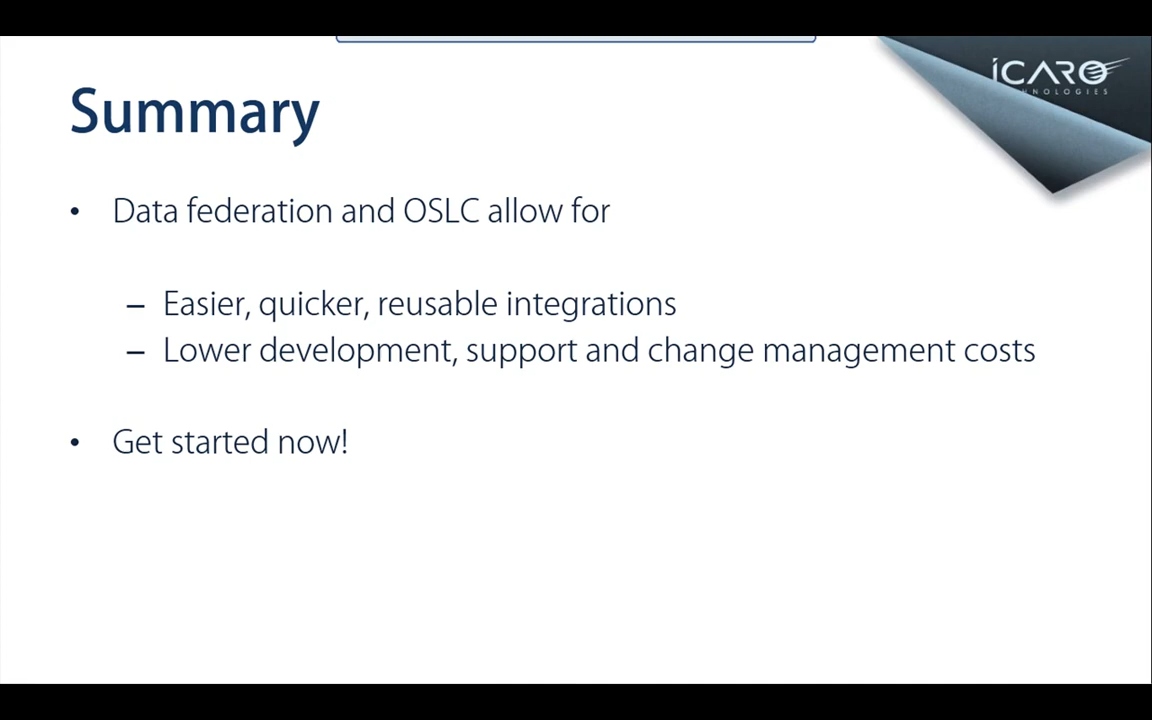 iCARO
Summary
• Data federation and OSLC allow for
– Easier, quicker, reusable integrations
– Lower development, support and change management costs
• Get started now!